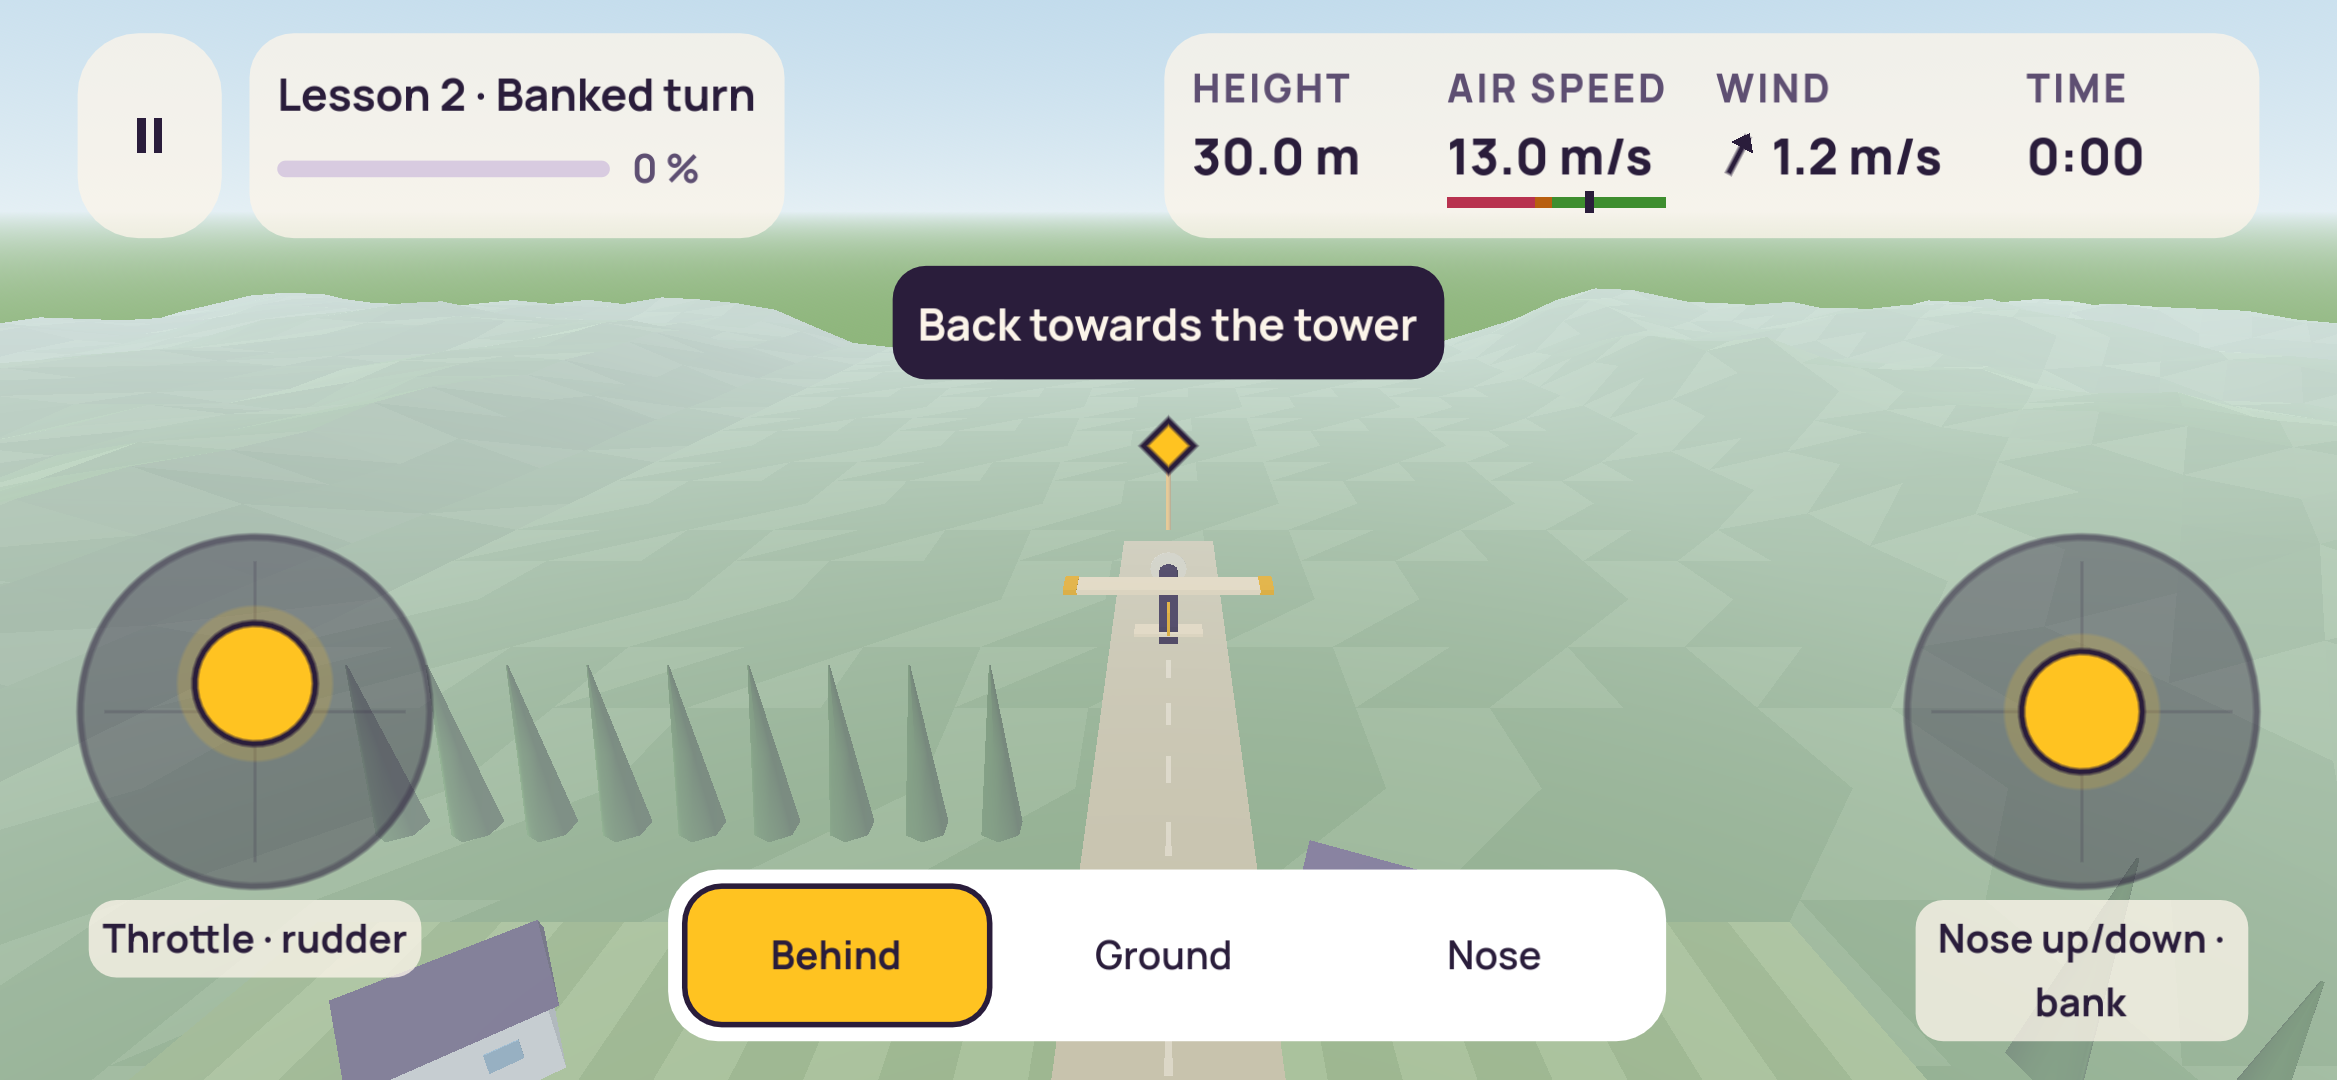 Lesson 2 · Banked turn
0 %
HEIGHT
30.0 m
AIR SPEED
13.0 m/s
WIND
1.2 m/s
TIME
0:00
Back towards the tower
Throttle · rudder
Behind
Ground
Nose
Nose up/down ·
bank